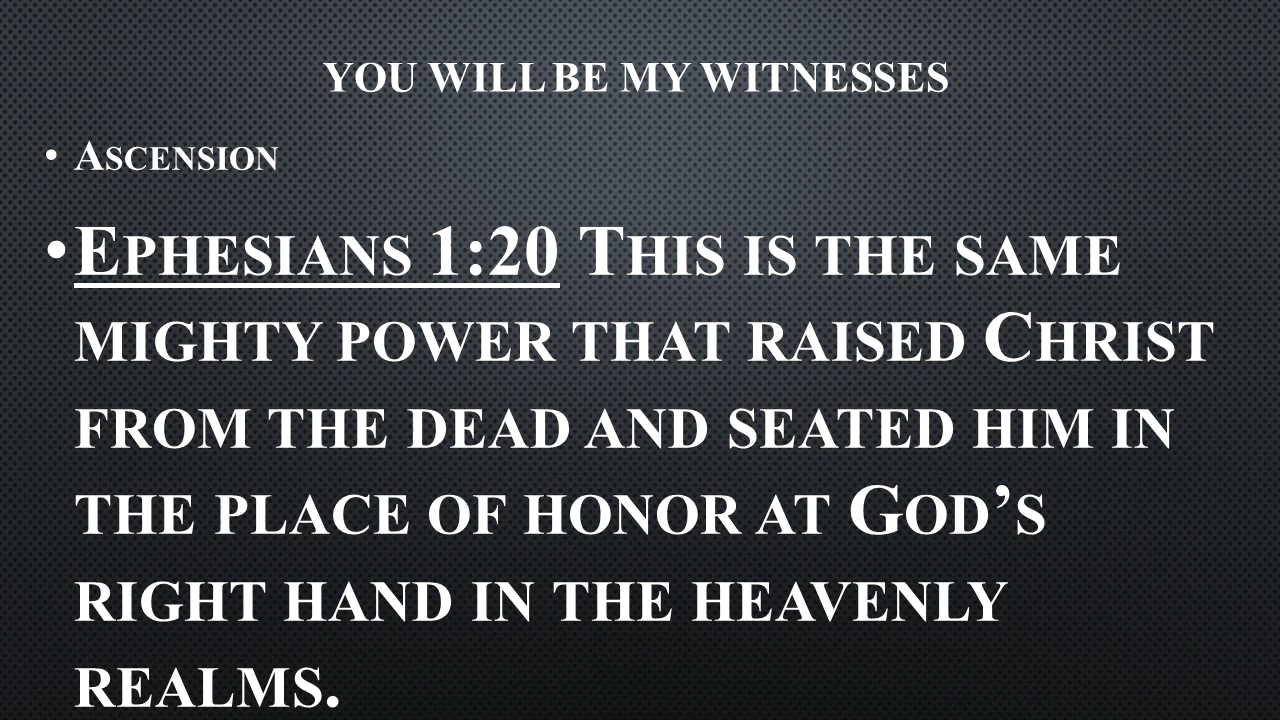 YOU WILL BE MY WITNESSES
• ASCENSION
• EPHESIANS 1:20 THIS IS THE SAME
MIGHTY POWER THAT RAISED CHRIST
FROM THE DEAD AND SEATED HIM IN
THE PLACE OF HONOR AT GOD’S
RIGHT HAND IN THE HEAVENLY
REALMS.